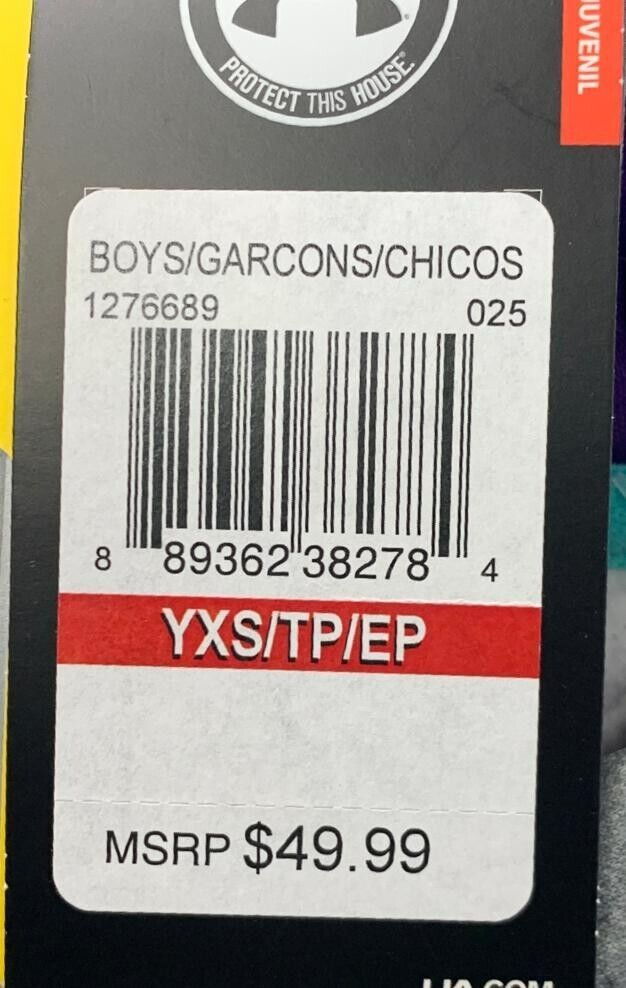 PROTECT THIS HOUSE®
JUVENIL
BOYS/GARCONS/CHICOS
1276689 025
8 89362 38278 4
YXS/TP/EP
MSRP $49.99
UA.COM